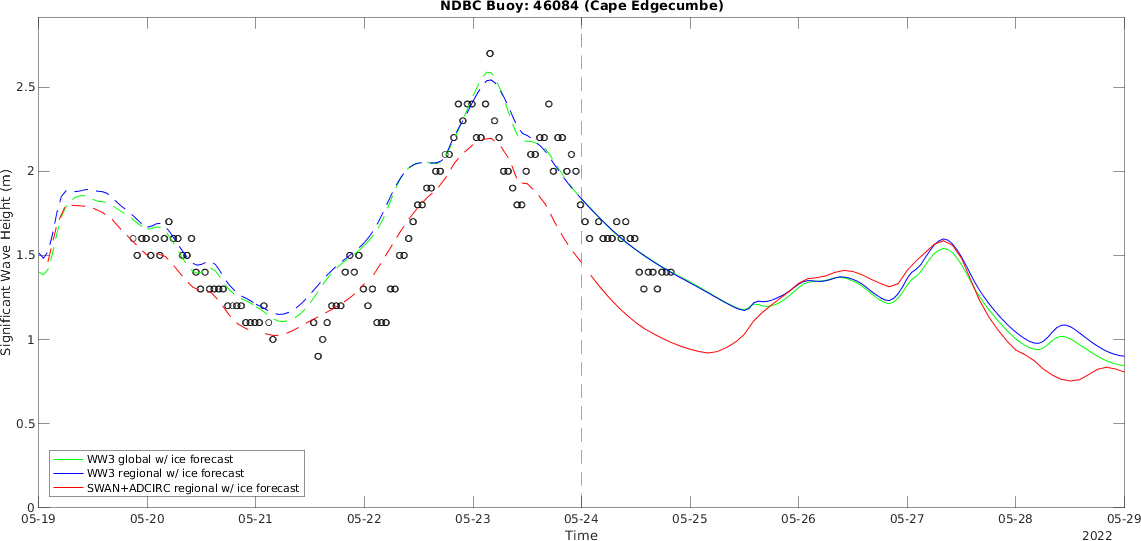 NDBC Buoy: 46084 (Cape Edgecumbe)
Significant Wave Height (m)
2.5
2
1.5
1
0.5
0
WW3 global w/ ice forecast
WW3 regional w/ ice forecast
SWAN+ADCIRC regional w/ ice forecast
05-19 05-20 05-21 05-22 05-23 05-24 05-25 05-26 05-27 05-28 05-29
Time
2022